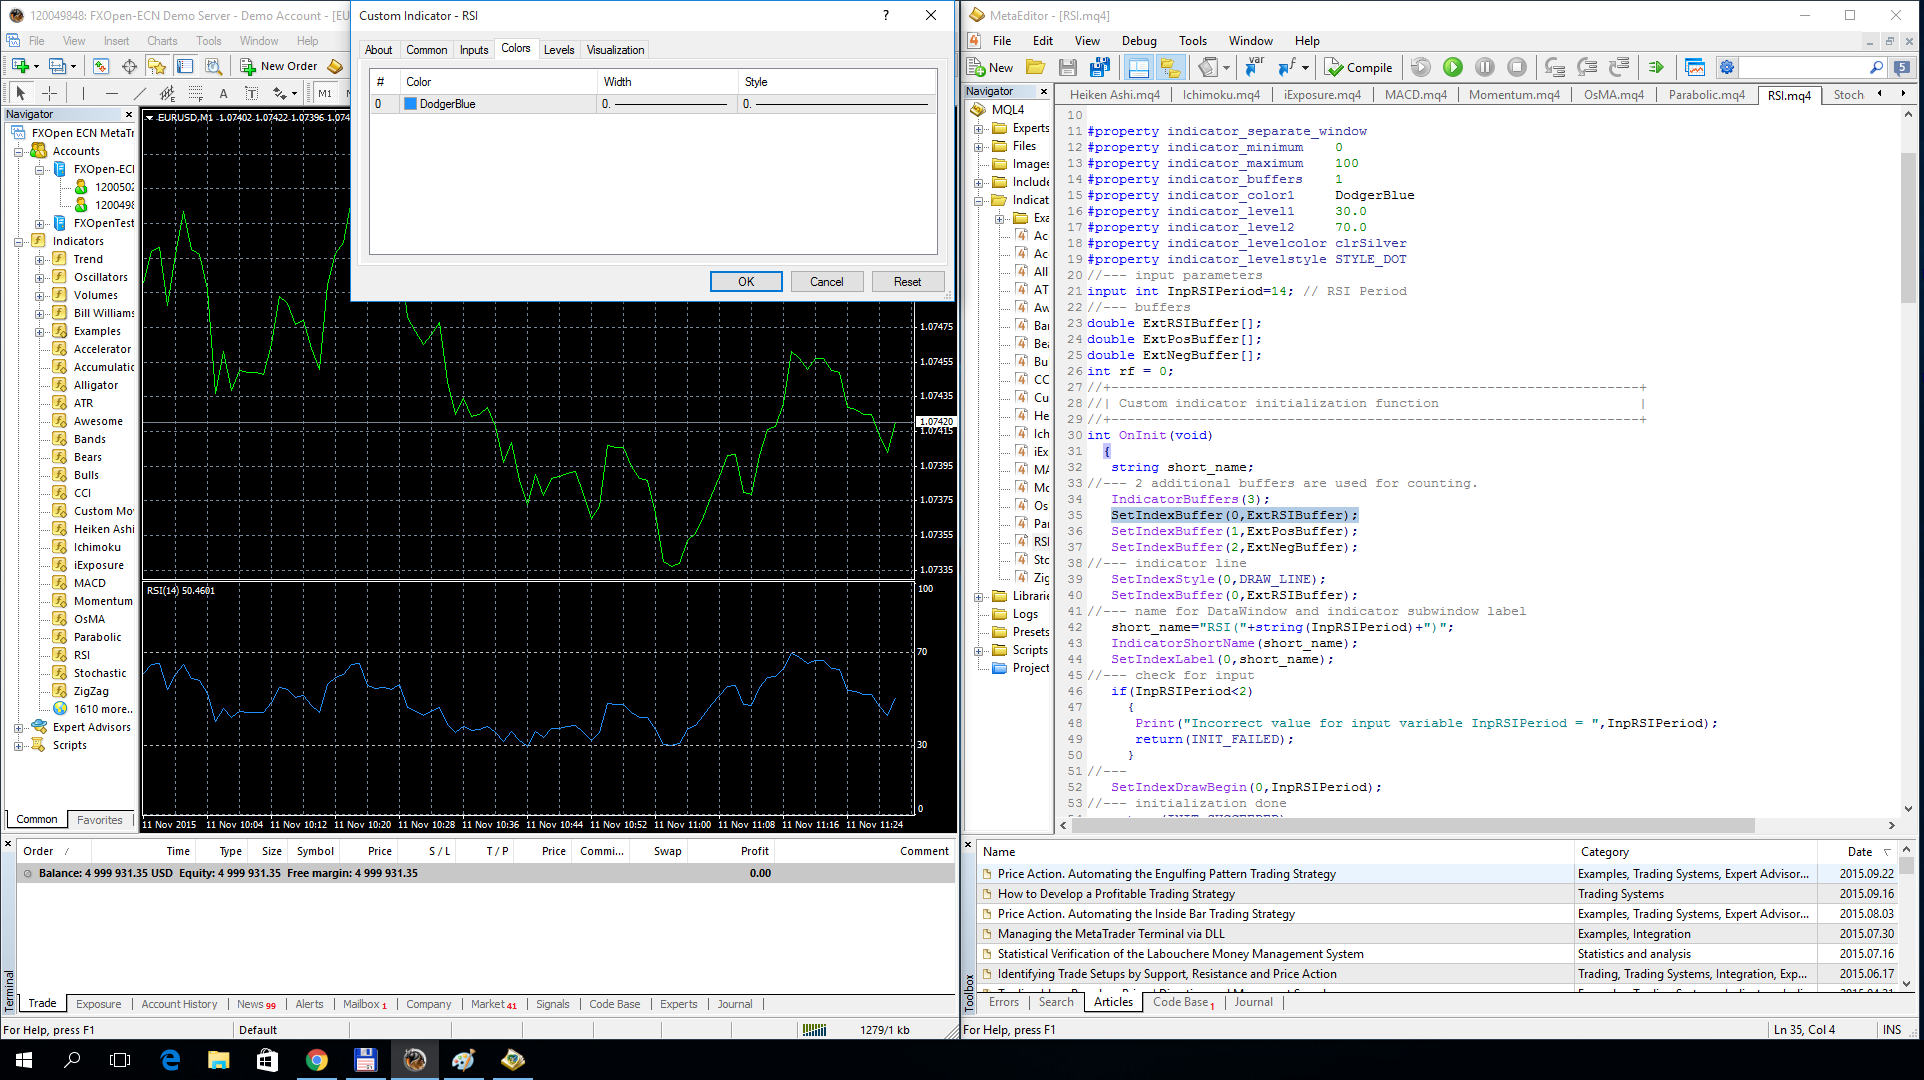 120049848: FXOpen-ECN Demo Server - Demo Account - [EU
File View Insert Charts Tools Window Help
New Order
M1
Navigator
FXOpen ECN MetaTr
Accounts
FXOpen-ECI
1200502
1200498
FXOpenTest
Indicators
Trend
Oscillators
Volumes
Bill Williams
Examples
Accelerator
Accumulatic
Alligator
ATR
Awesome
Bands
Bears
Bulls
CCI
Custom Mo
Heiken Ashi
Ichimoku
iExposure
MACD
Momentum
OsMA
Parabolic
RSI
Stochastic
ZigZag
1610 more..
Expert Advisors
Scripts
Common Favorites
Custom Indicator - RSI
About Common Inputs Colors Levels Visualization
# Color Width Style
0 DodgerBlue 0. 0.
OK Cancel Reset
EURUSD,M1 1.07402 1.07422 1.07396 1.074
1.07475
1.07455
1.07435
1.07420
1.07415
1.07395
1.07375
1.07355
1.07335
RSI(14) 50.4601
100
70
30
0
11 Nov 2015 11 Nov 10:04 11 Nov 10:12 11 Nov 10:20 11 Nov 10:28 11 Nov 10:36 11 Nov 10:44 11 Nov 10:52 11 Nov 11:00 11 Nov 11:08 11 Nov 11:16 11 Nov 11:24
Order / Time Type Size Symbol Price S / L T / P Price Commi... Swap Profit Comment
Balance: 4 999 931.35 USD Equity: 4 999 931.35 Free margin: 4 999 931.35 0.00
Terminal
Trade Exposure Account History News 99 Alerts Mailbox 1 Company Market 41 Signals Code Base Experts Journal
For Help, press F1 Default 1279/1 kb
MetaEditor - [RSI.mq4]
File Edit View Debug Tools Window Help
New Compile 5
Navigator
MQL4
Experts
Files
Images
Include
Indicat
Exa
Ac
Ac
All
AT
Aw
Bar
Bea
Bu
CC
Cu
He
Ich
iEx
MA
Mc
Os
Par
RSI
Sto
Zig
Librarie
Logs
Presets
Scripts
Project
Heiken Ashi.mq4 Ichimoku.mq4 iExposure.mq4 MACD.mq4 Momentum.mq4 OsMA.mq4 Parabolic.mq4 RSI.mq4 Stoch
10
11 #property indicator_separate_window
12 #property indicator_minimum 0
13 #property indicator_maximum 100
14 #property indicator_buffers 1
15 #property indicator_color1 DodgerBlue
16 #property indicator_level1 30.0
17 #property indicator_level2 70.0
18 #property indicator_levelcolor clrSilver
19 #property indicator_levelstyle STYLE_DOT
20 //--- input parameters
21 input int InpRSIPeriod=14; // RSI Period
22 //--- buffers
23 double ExtRSIBuffer[];
24 double ExtPosBuffer[];
25 double ExtNegBuffer[];
26 int rf = 0;
27 //+------------------------------------------------------------------+
28 //| Custom indicator initialization function |
29 //+------------------------------------------------------------------+
30 int OnInit(void)
31 {
32 string short_name;
33 //--- 2 additional buffers are used for counting.
34 IndicatorBuffers(3);
35 SetIndexBuffer(0,ExtRSIBuffer);
36 SetIndexBuffer(1,ExtPosBuffer);
37 SetIndexBuffer(2,ExtNegBuffer);
38 //--- indicator line
39 SetIndexStyle(0,DRAW_LINE);
40 SetIndexBuffer(0,ExtRSIBuffer);
41 //--- name for DataWindow and indicator subwindow label
42 short_name="RSI("+string(InpRSIPeriod)+")";
43 IndicatorShortName(short_name);
44 SetIndexLabel(0,short_name);
45 //--- check for input
46 if(InpRSIPeriod<2)
47 {
48 Print("Incorrect value for input variable InpRSIPeriod = ",InpRSIPeriod);
49 return(INIT_FAILED);
50 }
51 //---
52 SetIndexDrawBegin(0,InpRSIPeriod);
53 //--- initialization done
Name Category Date
Price Action. Automating the Engulfing Pattern Trading Strategy Examples, Trading Systems, Expert Advisor... 2015.09.22
How to Develop a Profitable Trading Strategy Trading Systems 2015.09.16
Price Action. Automating the Inside Bar Trading Strategy Examples, Trading Systems, Expert Advisor... 2015.08.03
Managing the MetaTrader Terminal via DLL Examples, Integration 2015.07.30
Statistical Verification of the Labouchere Money Management System Statistics and analysis 2015.07.16
Identifying Trade Setups by Support, Resistance and Price Action Trading, Trading Systems, Integration, Exp... 2015.06.17
Toolbox
Errors Search Articles Code Base 1 Journal
For Help, press F1 Ln 35, Col 4 INS